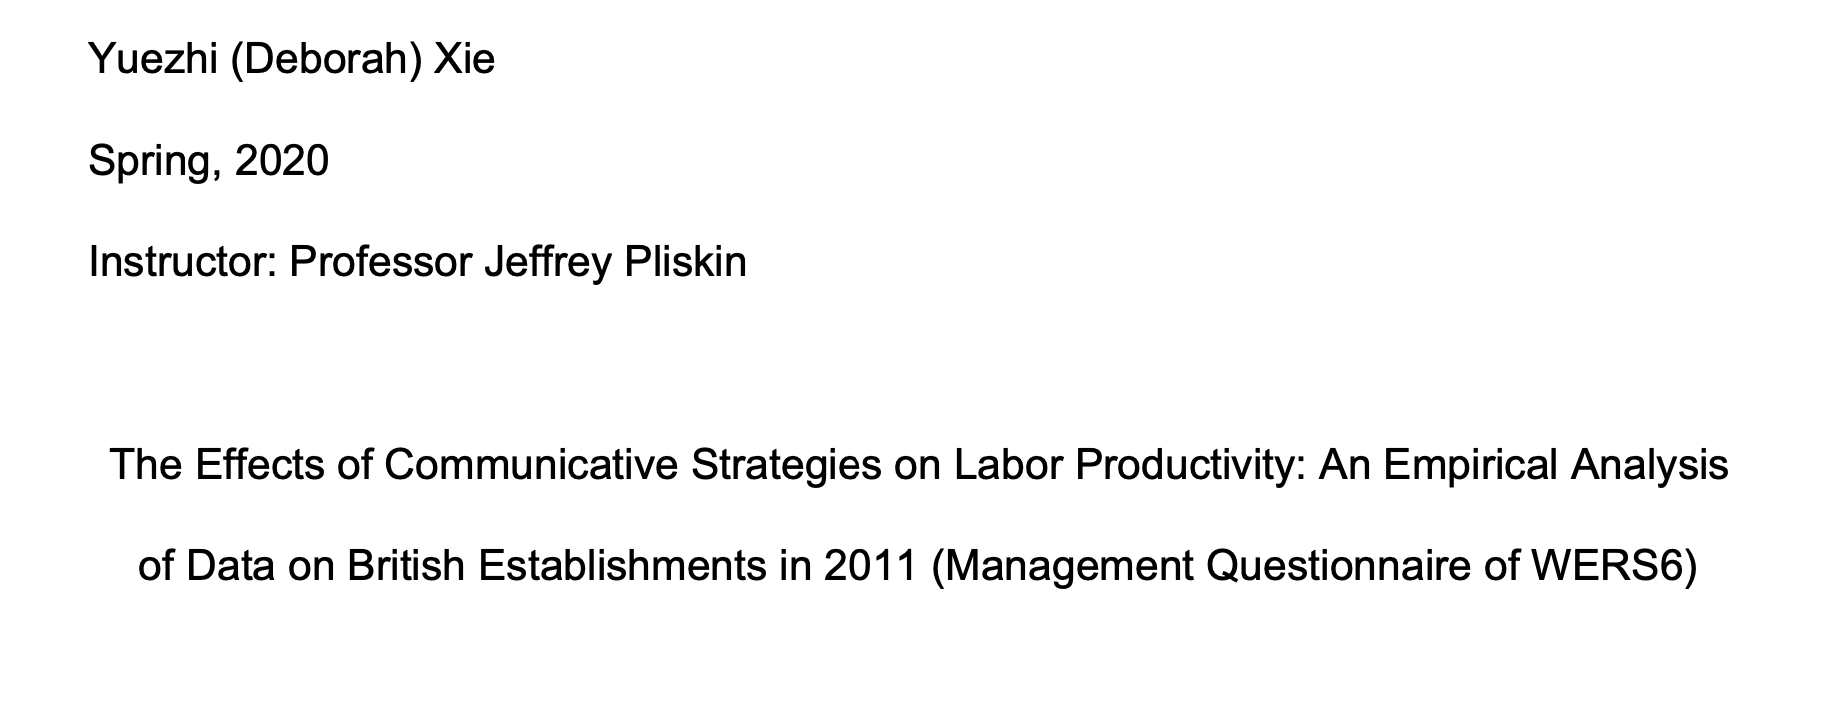 Yuezhi (Deborah) Xie
Spring, 2020
Instructor: Professor Jeffrey Pliskin
The Effects of Communicative Strategies on Labor Productivity: An Empirical Analysis
of Data on British Establishments in 2011 (Management Questionnaire of WERS6)